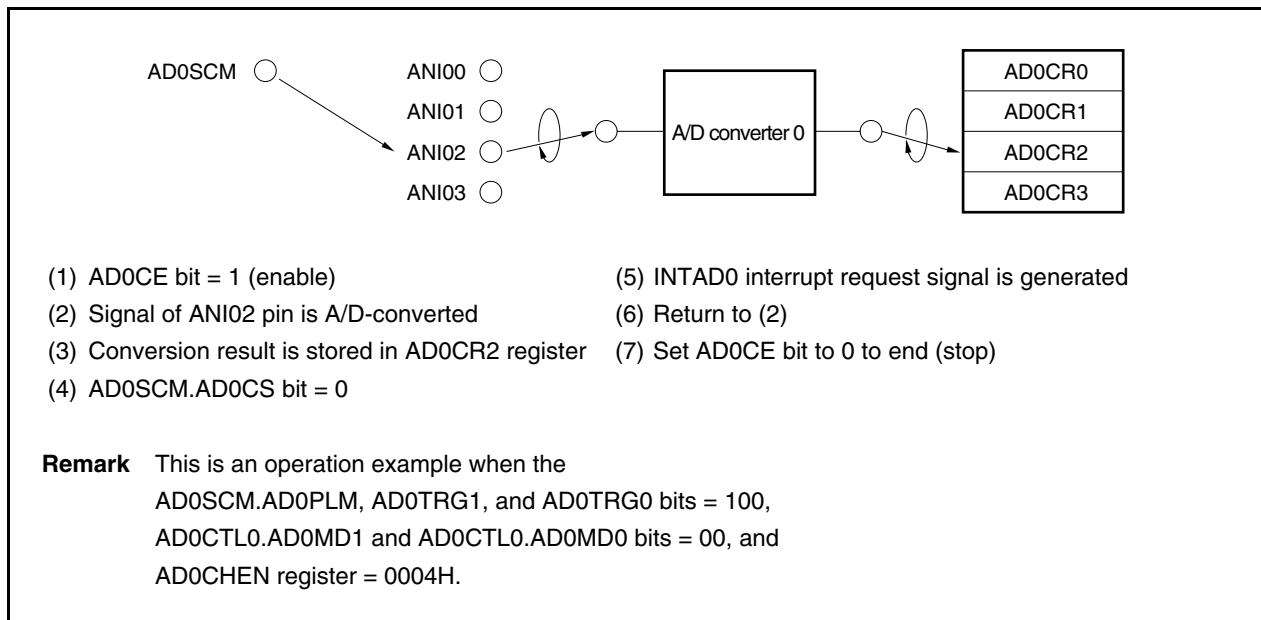 AD0SCM
ANI00
ANI01
ANI02
ANI03
A/D converter 0
AD0CR0
AD0CR1
AD0CR2
AD0CR3
(1) AD0CE bit = 1 (enable)
(2) Signal of ANI02 pin is A/D-converted
(3) Conversion result is stored in AD0CR2 register
(4) AD0SCM.AD0CS bit = 0
(5) INTAD0 interrupt request signal is generated
(6) Return to (2)
(7) Set AD0CE bit to 0 to end (stop)
Remark This is an operation example when the
AD0SCM.AD0PLM, AD0TRG1, and AD0TRG0 bits = 100,
AD0CTL0.AD0MD1 and AD0CTL0.AD0MD0 bits = 00, and
AD0CHEN register = 0004H.